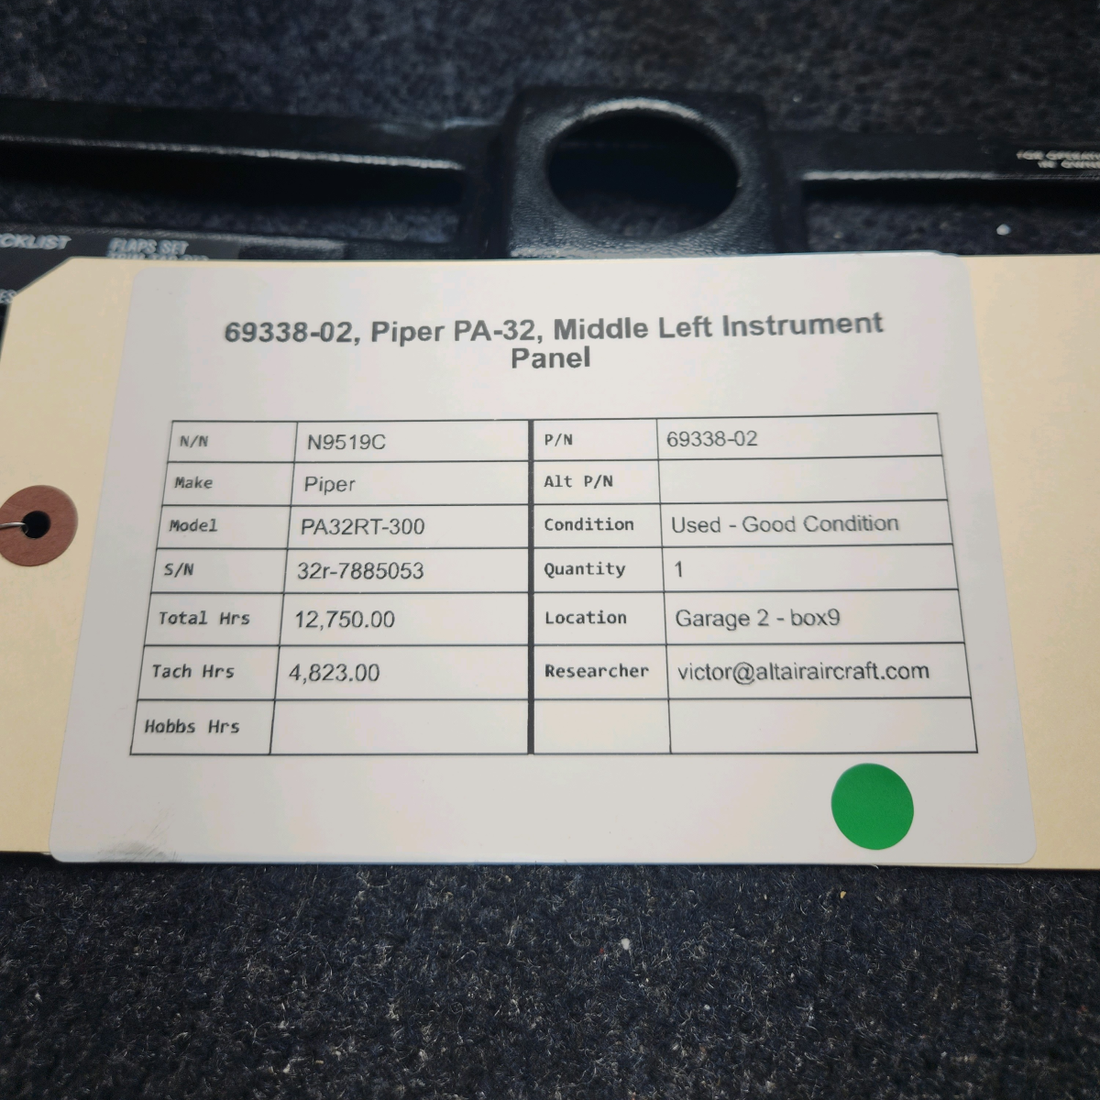 CKLIST
FLAPS SET
69338-02, Piper PA-32, Middle Left Instrument
Panel
N/N N9519C P/N 69338-02
Make Piper Alt P/N
Model PA32RT-300 Condition Used - Good Condition
S/N 32r-7885053 Quantity 1
Total Hrs 12,750.00 Location Garage 2 - box9
Tach Hrs 4,823.00 Researcher victor@altairaircraft.com
Hobbs Hrs